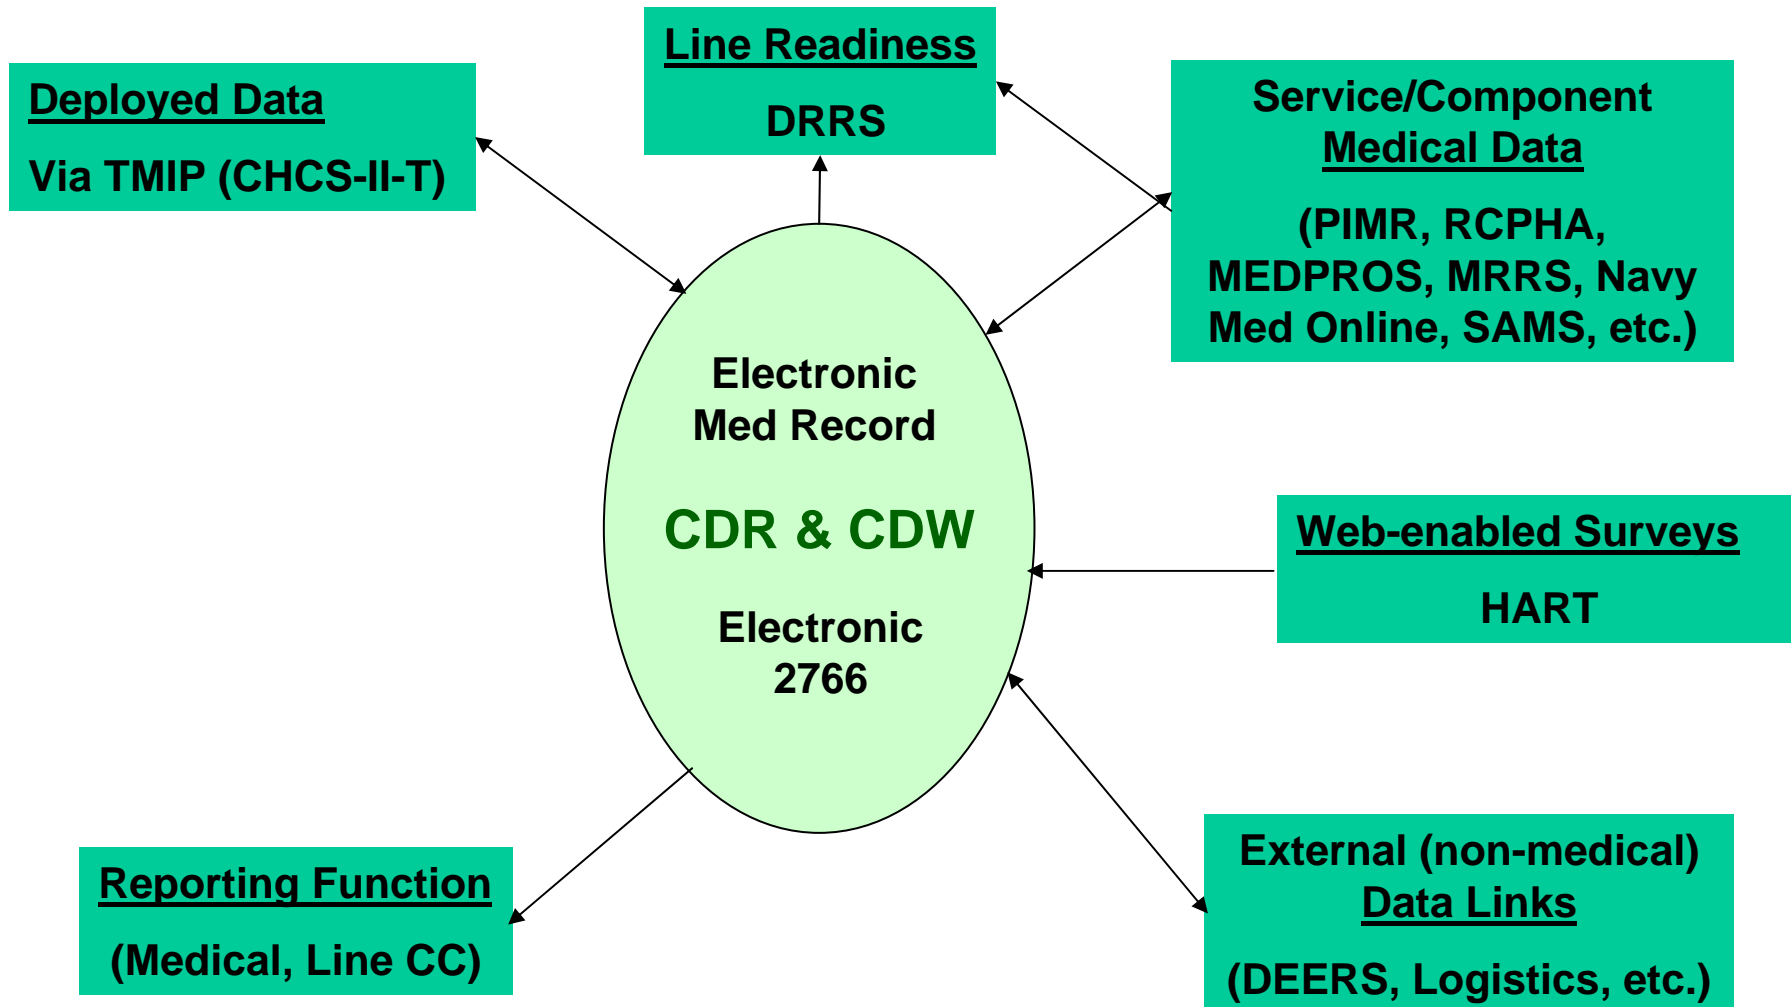 Line Readiness
DRRS
Deployed Data
Via TMIP (CHCS-II-T)
Service/Component
Medical Data
(PIMR, RCPHA,
MEDPROS, MRRS, Navy
Med Online, SAMS, etc.)
Electronic
Med Record
CDR & CDW
Electronic
2766
Web-enabled Surveys
HART
Reporting Function
(Medical, Line CC)
External (non-medical)
Data Links
(DEERS, Logistics, etc.)